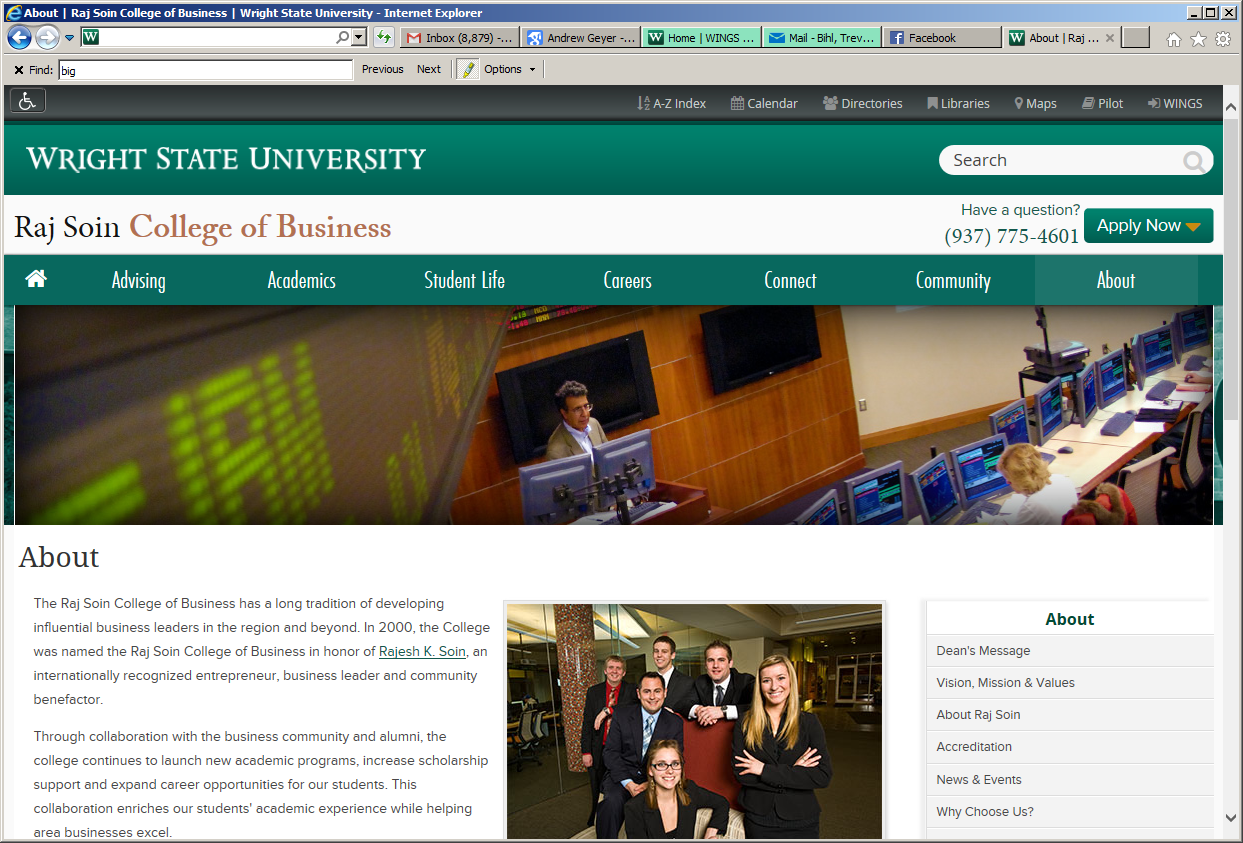 About | Raj Soin College of Business | Wright State University - Internet Explorer
Inbox (8,879) -...
Andrew Geyer -...
Home | WINGS ...
Mail - Bihl, Trev...
Facebook
About | Raj ...
Find: big Previous Next Options
A-Z Index Calendar Directories Libraries Maps Pilot WINGS
WRIGHT STATE UNIVERSITY
Search
Raj Soin College of Business
Have a question?
(937) 775-4601
Apply Now
Advising Academics Student Life Careers Connect Community About
About
The Raj Soin College of Business has a long tradition of developing
influential business leaders in the region and beyond. In 2000, the College
was named the Raj Soin College of Business in honor of Rajesh K. Soin, an
internationally recognized entrepreneur, business leader and community
benefactor.
Through collaboration with the business community and alumni, the
college continues to launch new academic programs, increase scholarship
support and expand career opportunities for our students. This
collaboration enriches our students' academic experience while helping
area businesses excel.
About
Dean's Message
Vision, Mission & Values
About Raj Soin
Accreditation
News & Events
Why Choose Us?